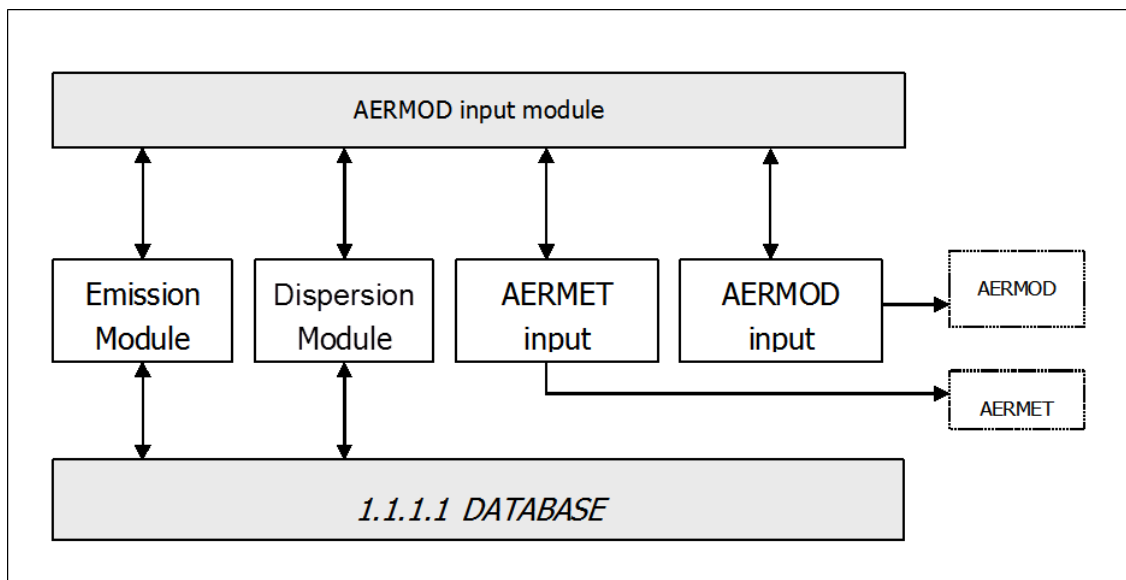 AERMOD input module
Emission
Module
Dispersion
Module
AERMET
input
AERMOD
input
AERMOD
AERMET
1.1.1.1 DATABASE